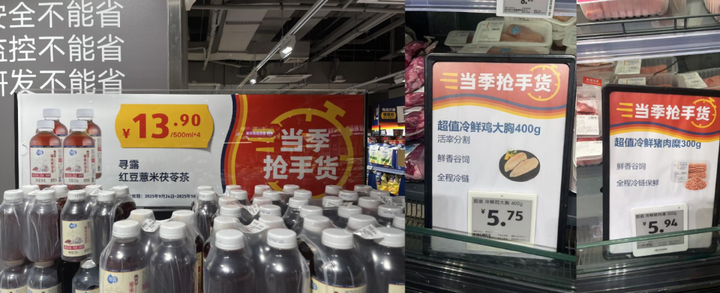 安全不能省
监控不能省
研发不能省
¥13.90
/500ml*4
寻露
红豆薏米茯苓茶
当季
抢手货
当季抢手货
超值冷鲜鸡大胸400g
活率分割
鲜香谷饲
全程冷链
¥5.75
当季抢手货
超值冷鲜猪肉糜300g
鲜香谷饲
全程冷链保鲜
¥5.94